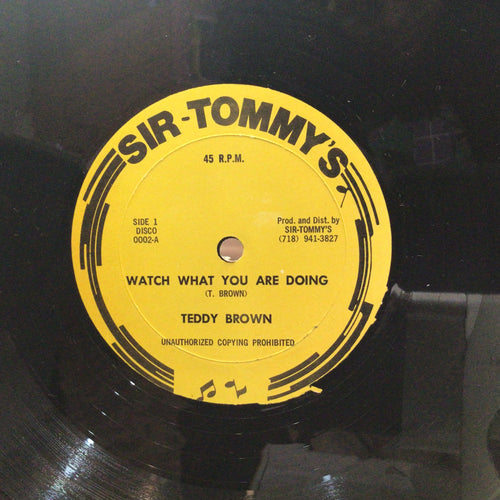 SIR-TOMMY'S
45 R.P.M.
SIDE 1
DISCO
0002-A
Prod. and Dist. by
SIR-TOMMY'S
(718) 941-3827
WATCH WHAT YOU ARE DOING
(T. BROWN)
TEDDY BROWN
UNAUTHORIZED COPYING PROHIBITED